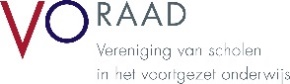 VO RAAD
Vereniging van scholen
in het voortgezet onderwijs